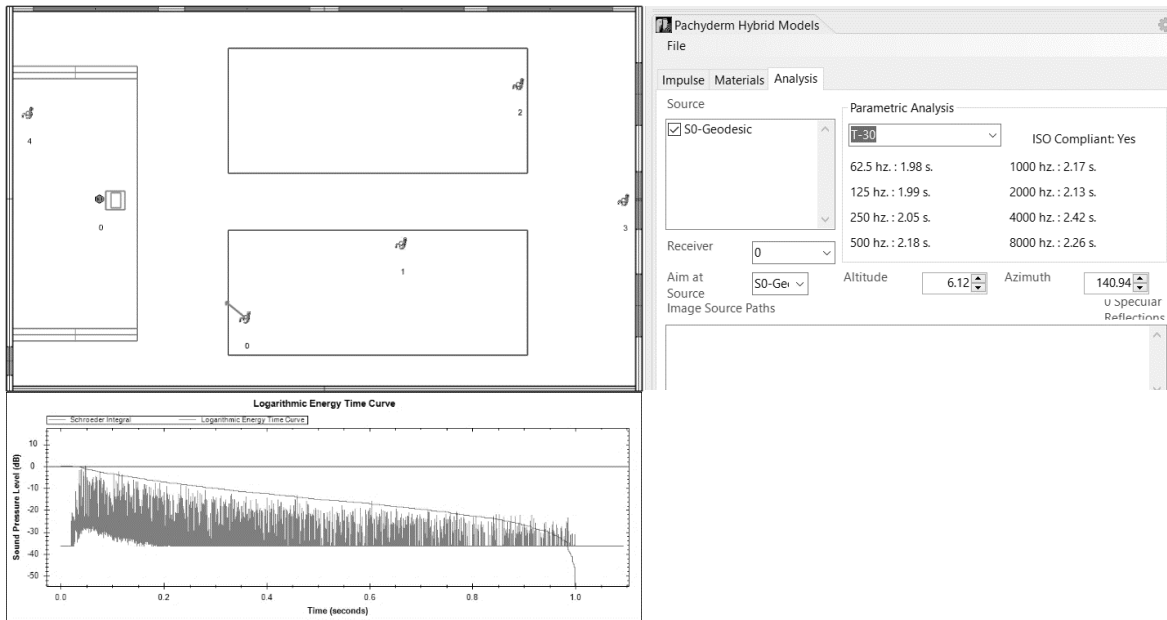 4
0
2
3
1
0
Pachyderm Hybrid Models
File
Impulse Materials Analysis
Source
S0-Geodesic
Parametric Analysis
T-30
ISO Compliant: Yes
62.5 hz. : 1.98 s. 1000 hz. : 2.17 s.
125 hz. : 1.99 s. 2000 hz. : 2.13 s.
250 hz. : 2.05 s. 4000 hz. : 2.42 s.
500 hz. : 2.18 s. 8000 hz. : 2.26 s.
Receiver 0
Aim at Source S0-Ge Altitude 6.12 Azimuth 140.94
Image Source Paths
0 Specular
Reflections
Logarithmic Energy Time Curve
Schroeder Integral Logarithmic Energy Time Curve
Sound Pressure Level (dB)
10
0
-10
-20
-30
-40
-50
0.0 0.2 0.4 0.6 0.8 1.0
Time (seconds)